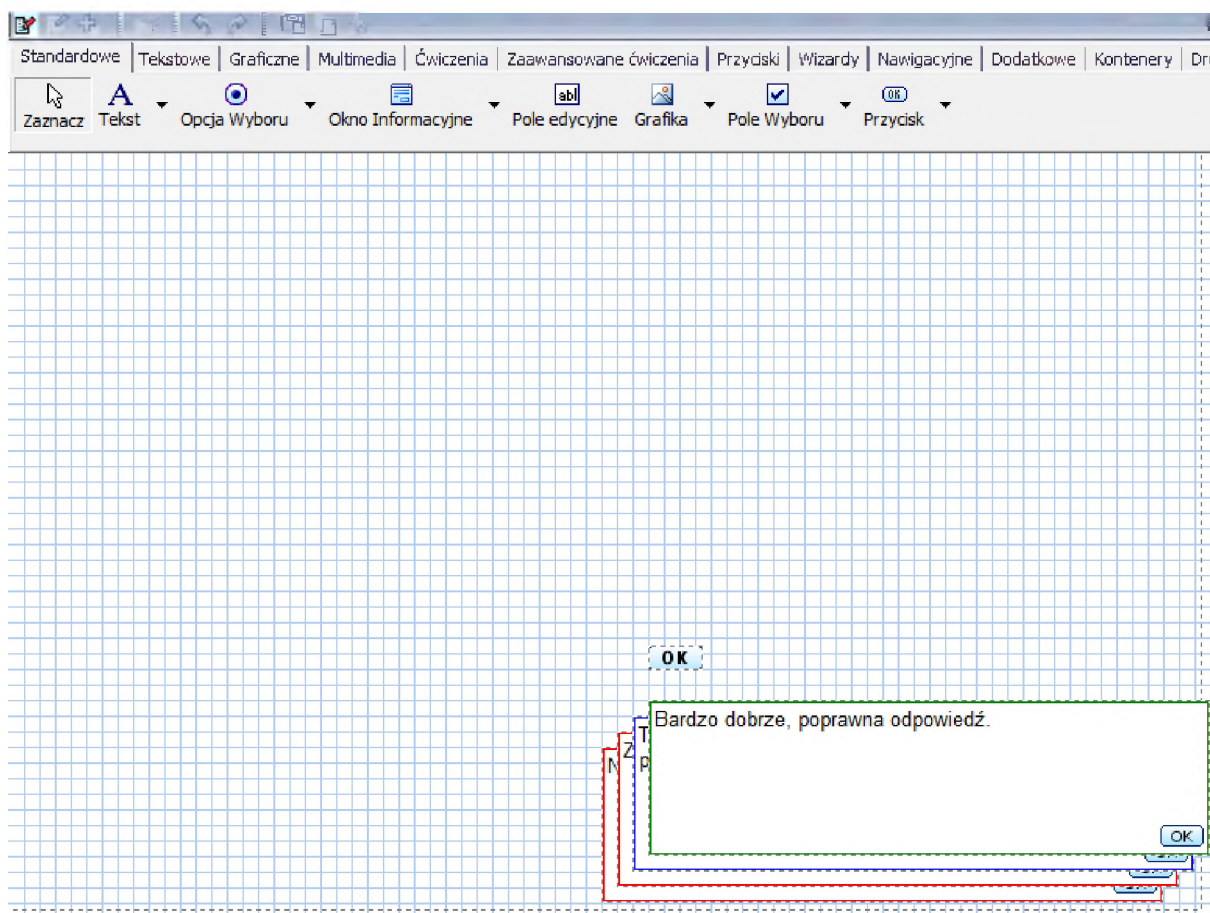 Standardowe Tekstowe Graficzne Multimedia Ćwiczenia Zaawansowane ćwiczenia Przyciski Wizardy Nawigacyjne Dodatkowe Kontenery
Zaznacz Tekst Opcja Wyboru Okno Informacyjne Pole edycyjne Grafika Pole Wyboru Przycisk
OK
Bardzo dobrze, poprawna odpowiedź.
OK